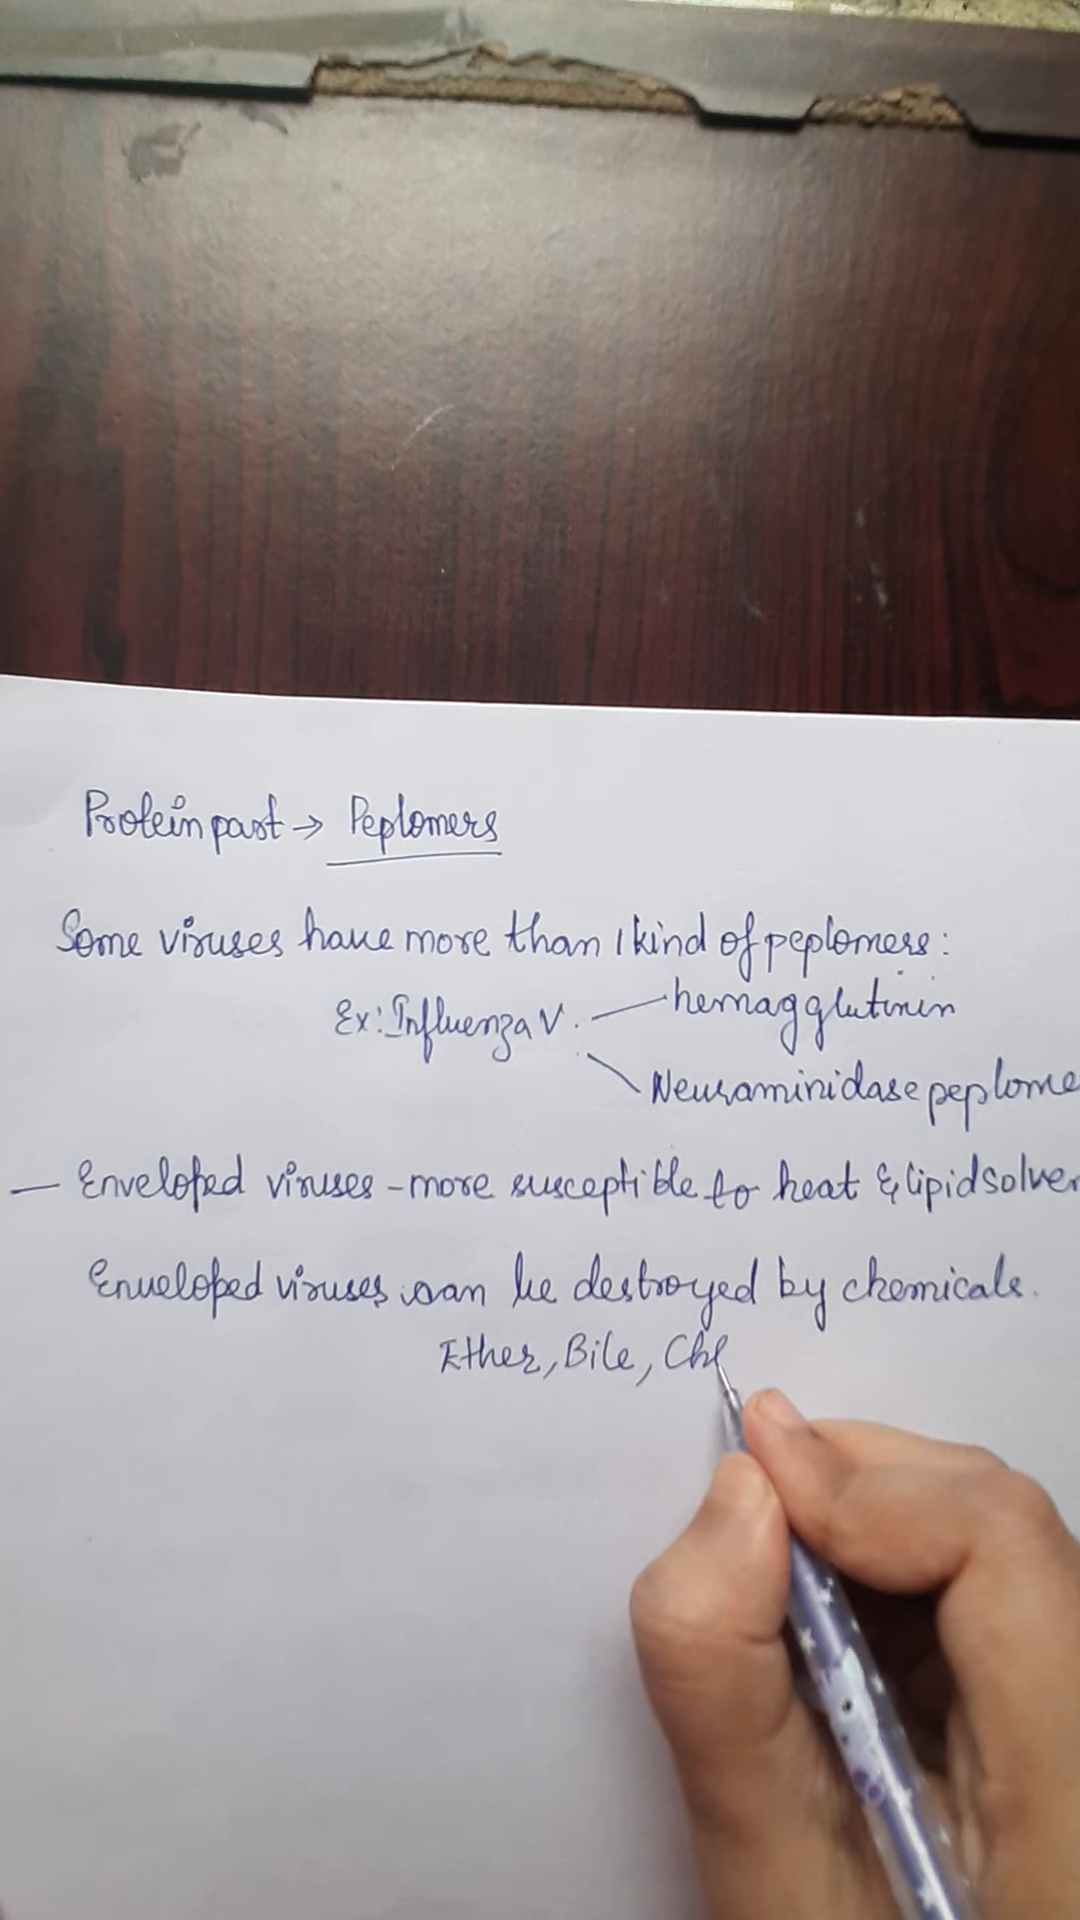 Protein part → Peplomers
Some viruses have more than 1 kind of peplomers:
Ex: Influenza V. — hemagglutinin
Neuraminidase peplome
— Enveloped viruses - more susceptible to heat & lipid solven
Enveloped viruses can be destroyed by chemicals.
Ether, Bile, Chl